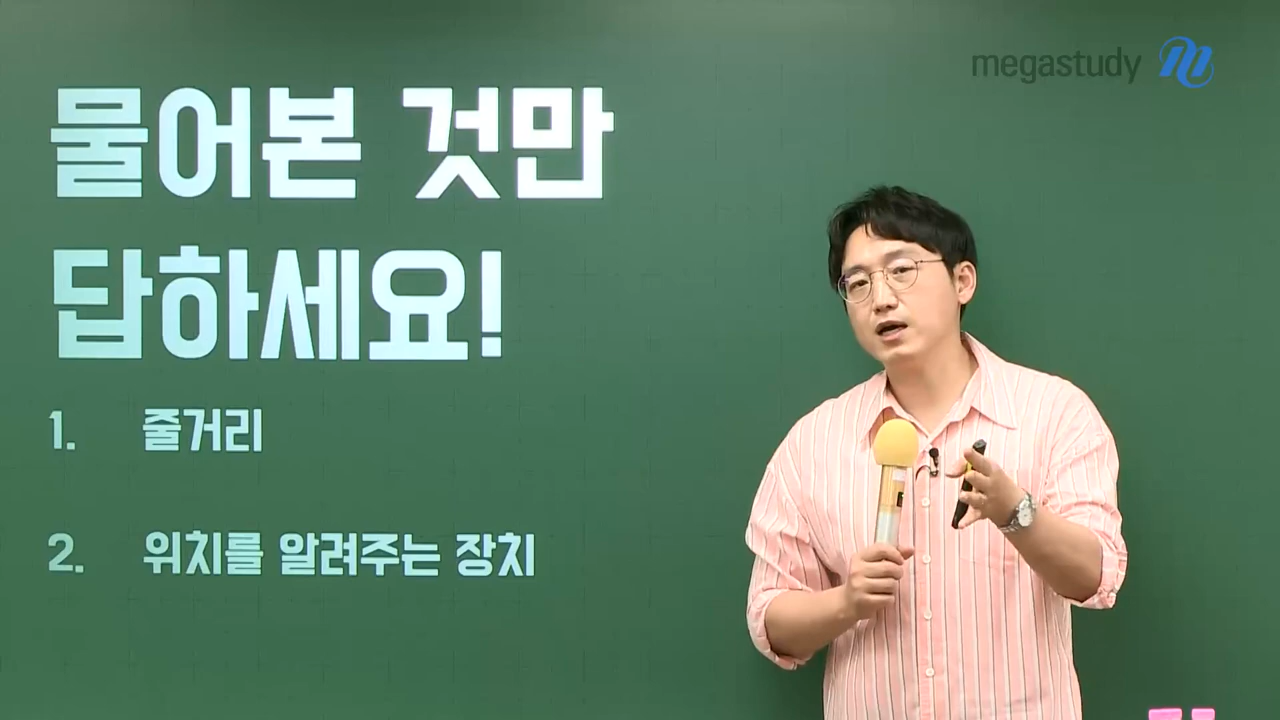 megastudy
물어본 것만
답하세요!
1. 줄거리
2. 위치를 알려주는 장치